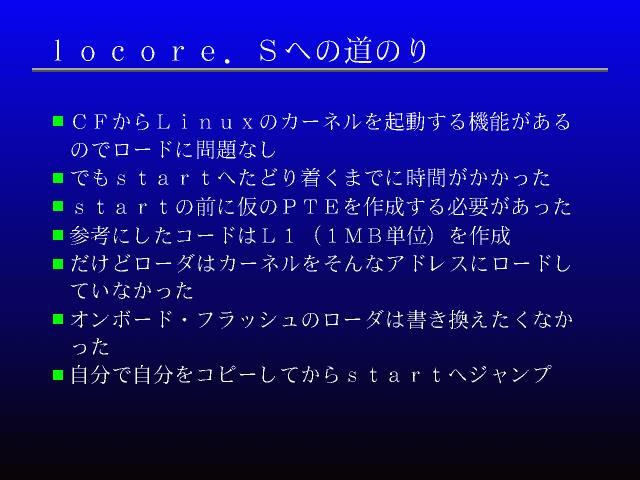 ｌｏｃｏｒｅ．Ｓへの道のり
ＣＦからＬｉｎｕｘのカーネルを起動する機能がある
のでロードに問題なし
でもｓｔａｒｔへたどり着くまでに時間がかかった
ｓｔａｒｔの前に仮のＰＴＥを作成する必要があった
参考にしたコードはＬ１（１ＭＢ単位）を作成
だけどローダはカーネルをそんなアドレスにロードし
ていなかった
オンボード・フラッシュのローダは書き換えたくなか
った
自分で自分をコピーしてからｓｔａｒｔへジャンプ